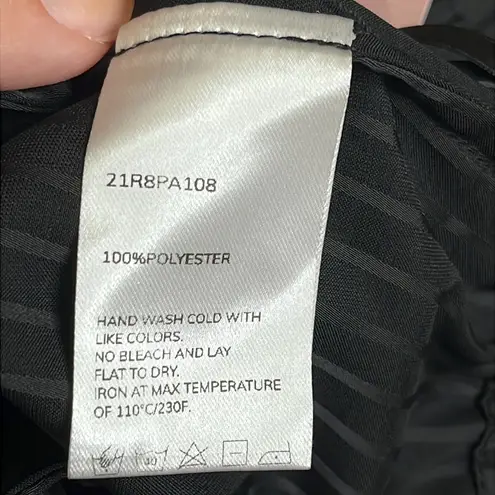 21R8PA108
100%POLYESTER
HAND WASH COLD WITH
LIKE COLORS.
NO BLEACH AND LAY
FLAT TO DRY.
IRON AT MAX TEMPERATURE
OF 110°C/230F.
40